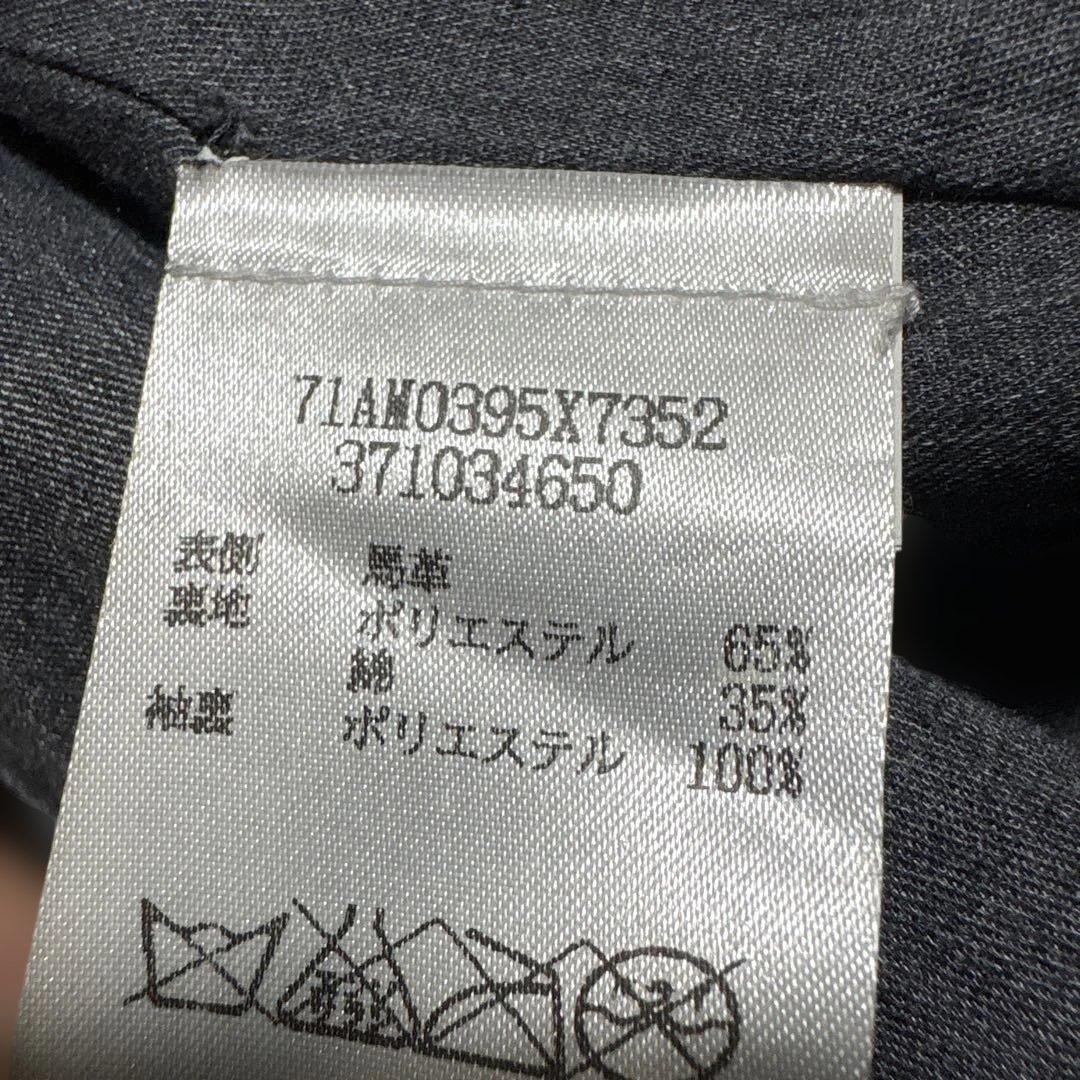 71AM0395X7352
371034650
表側 馬革
裏地 ポリエステル 65%
綿 35%
袖裏 ポリエステル 100%